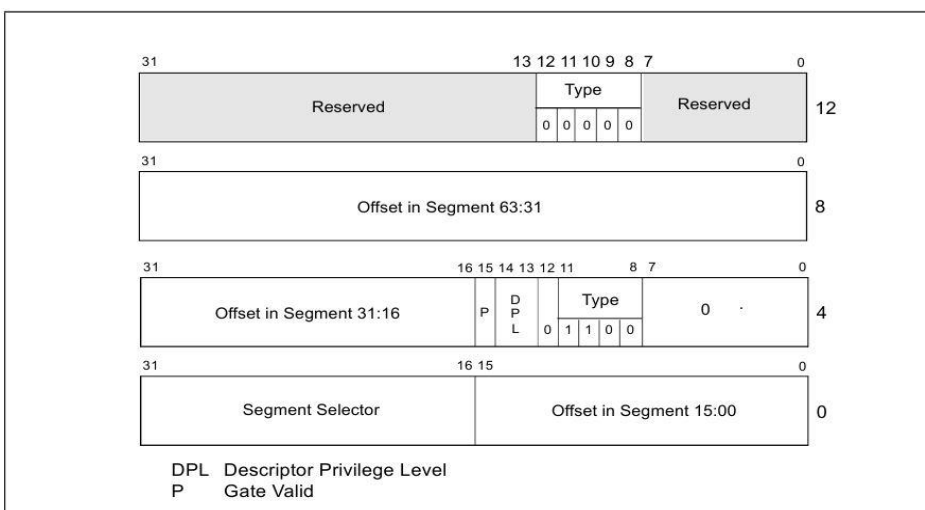 31 13 12 11 10 9 8 7 0
Type
Reserved Reserved 12
0 0 0 0 0
31 0
Offset in Segment 63:31 8
31 16 15 14 13 12 11 8 7 0
Offset in Segment 31:16 P D P L Type 0 . 4
0 1 1 0 0
31 16 15 0
Segment Selector Offset in Segment 15:00 0
DPL Descriptor Privilege Level
P Gate Valid